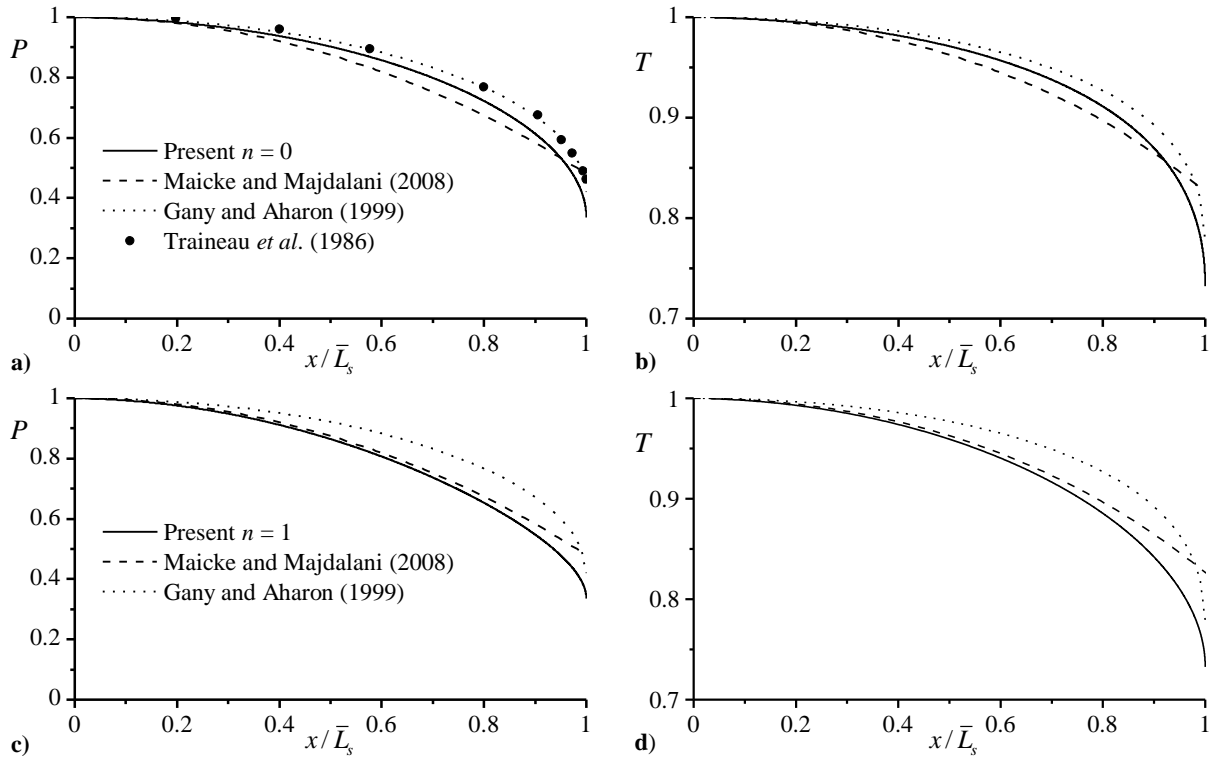 1
P
0.8
0.6
0.4
0.2
0
Present n = 0
Maicke and Majdalani (2008)
Gany and Aharon (1999)
Traineau et al. (1986)
0 0.2 0.4 0.6 0.8 1
x / L̄s
a)
1
T
0.9
0.8
0.7
0 0.2 0.4 0.6 0.8 1
x / L̄s
b)
1
P
0.8
0.6
0.4
0.2
0
Present n = 1
Maicke and Majdalani (2008)
Gany and Aharon (1999)
0 0.2 0.4 0.6 0.8 1
x / L̄s
c)
1
T
0.9
0.8
0.7
0 0.2 0.4 0.6 0.8 1
x / L̄s
d)